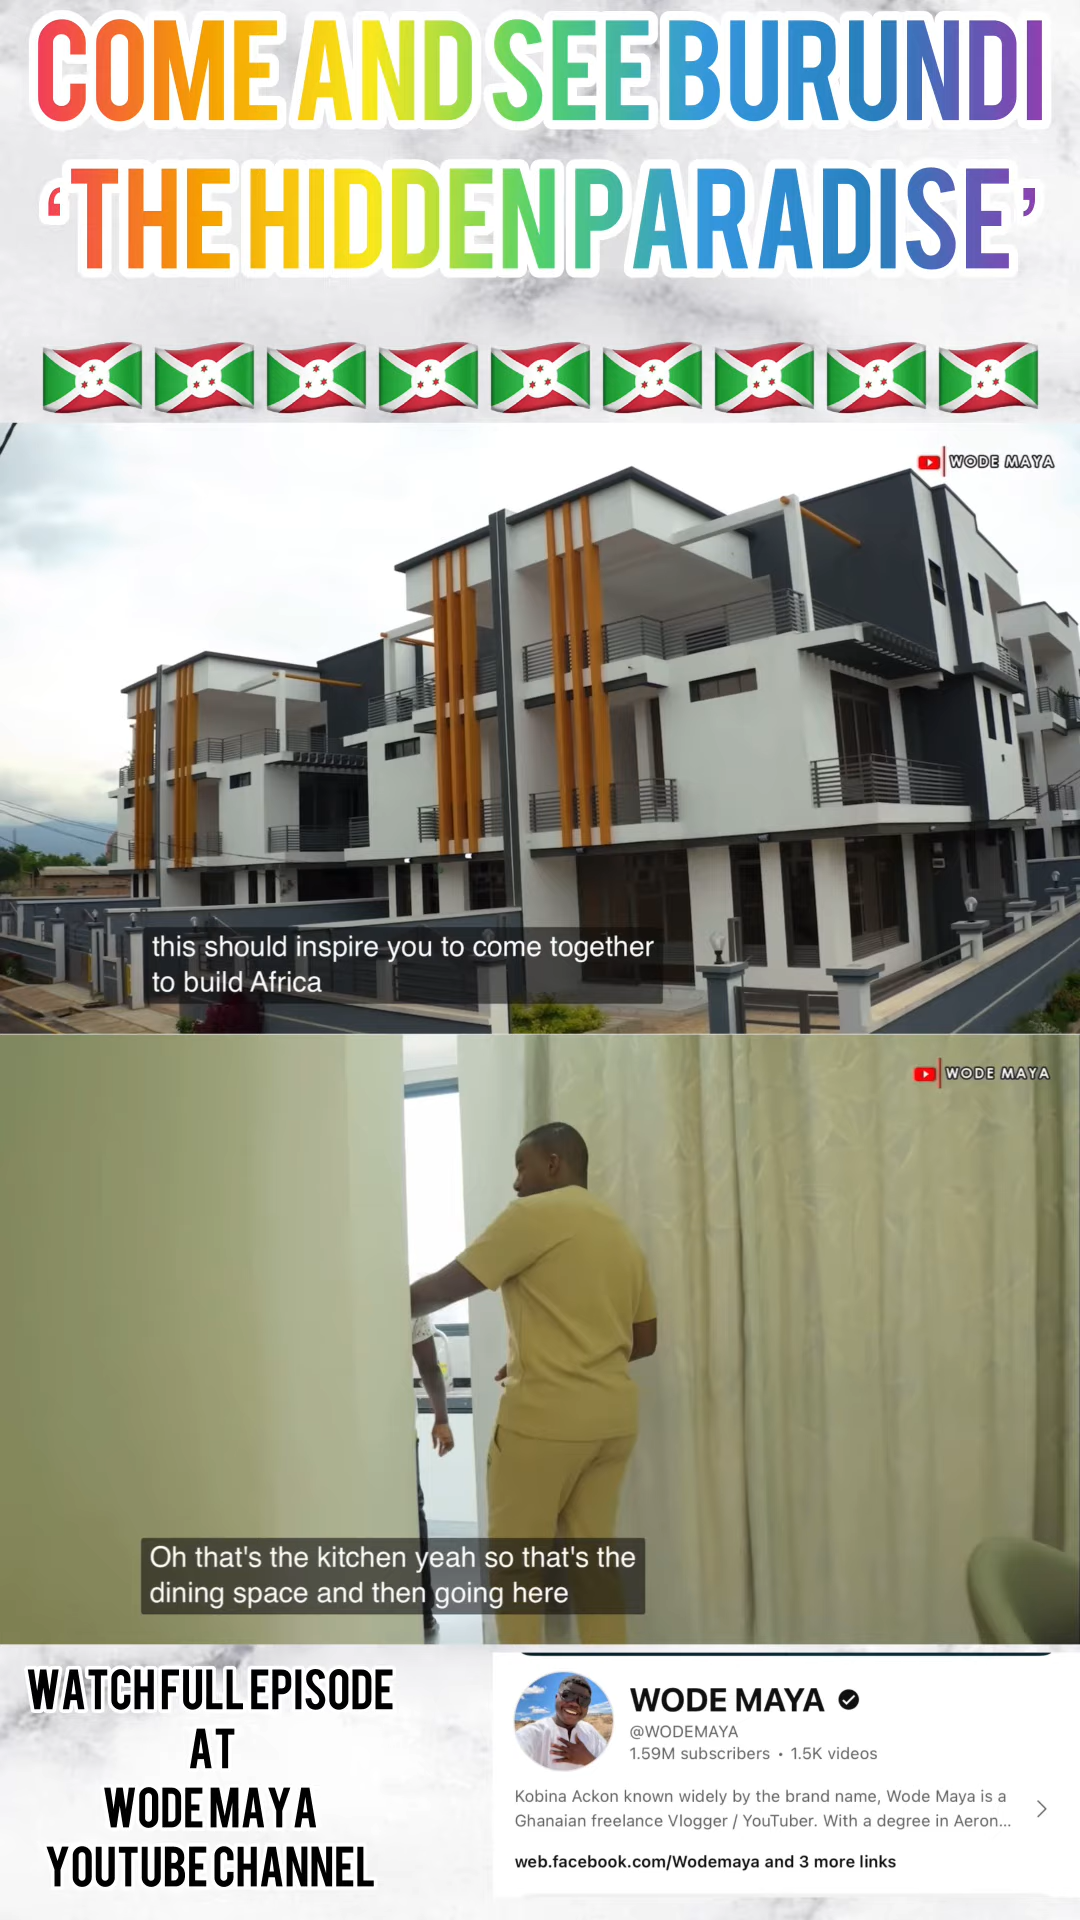 COME AND SEE BURUNDI
‘THE HIDDEN PARADISE’
WODE MAYA
this should inspire you to come together
to build Africa
WODE MAYA
Oh that's the kitchen yeah so that's the
dining space and then going here
WATCH FULL EPISODE
AT
WODE MAYA
YOUTUBE CHANNEL
WODE MAYA
@WODEMAYA
1.59M subscribers • 1.5K videos
Kobina Ackon known widely by the brand name, Wode Maya is a
Ghanaian freelance Vlogger / YouTuber. With a degree in Aeron...
web.facebook.com/Wodemaya and 3 more links